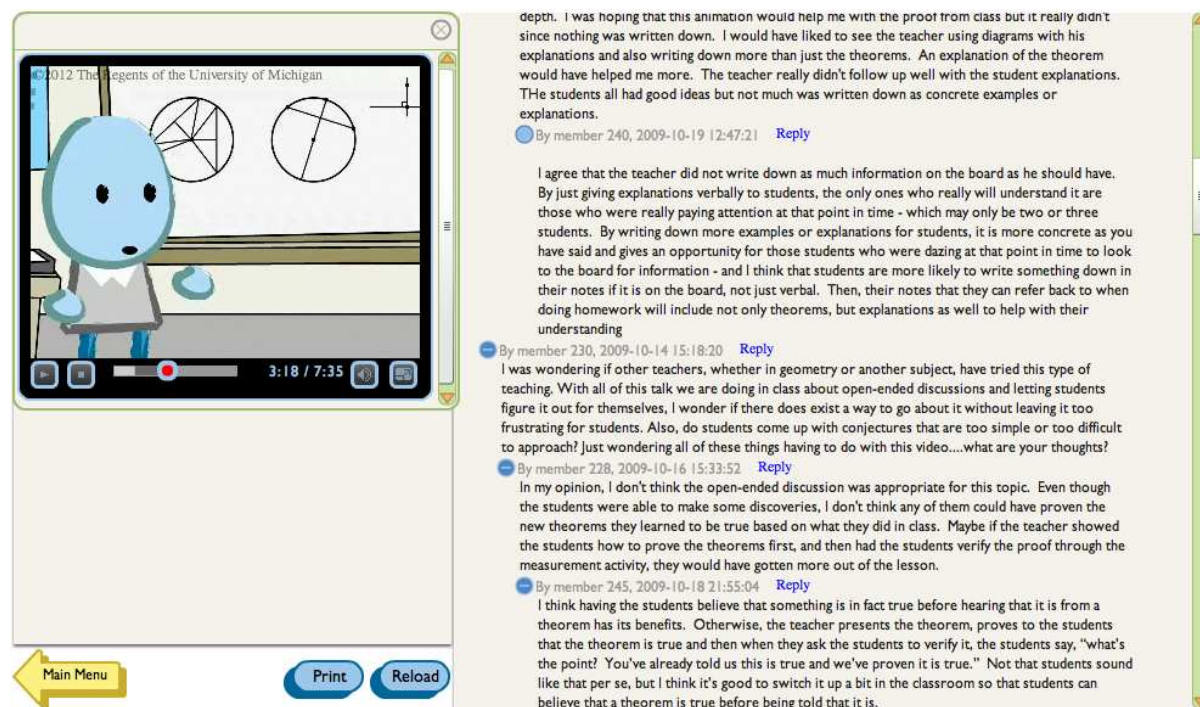 ©2012 The Regents of the University of Michigan
3:18 / 7:35
Main Menu
Print
Reload
depth. I was hoping that this animation would help me with the proof from class but it really didn't
since nothing was written down. I would have liked to see the teacher using diagrams with his
explanations and also writing down more than just the theorems. An explanation of the theorem
would have helped me more. The teacher really didn't follow up well with the student explanations.
THe students all had good ideas but not much was written down as concrete examples or
explanations.
By member 240, 2009-10-19 12:47:21 Reply
I agree that the teacher did not write down as much information on the board as he should have.
By just giving explanations verbally to students, the only ones who really will understand it are
those who were really paying attention at that point in time - which may only be two or three
students. By writing down more examples or explanations for students, it is more concrete as you
have said and gives an opportunity for those students who were dazing at that point in time to look
to the board for information - and I think that students are more likely to write something down in
their notes if it is on the board, not just verbal. Then, their notes that they can refer back to when
doing homework will include not only theorems, but explanations as well to help with their
understanding
By member 230, 2009-10-14 15:18:20 Reply
I was wondering if other teachers, whether in geometry or another subject, have tried this type of
teaching. With all of this talk we are doing in class about open-ended discussions and letting students
figure it out for themselves, I wonder if there does exist a way to go about it without leaving it too
frustrating for students. Also, do students come up with conjectures that are too simple or too difficult
to approach? Just wondering all of these things having to do with this video....what are your thoughts?
By member 228, 2009-10-16 15:33:52 Reply
In my opinion, I don't think the open-ended discussion was appropriate for this topic. Even though
the students were able to make some discoveries, I don't think any of them could have proven the
new theorems they learned to be true based on what they did in class. Maybe if the teacher showed
the students how to prove the theorems first, and then had the students verify the proof through the
measurement activity, they would have gotten more out of the lesson.
By member 245, 2009-10-18 21:55:04 Reply
I think having the students believe that something is in fact true before hearing that it is from a
theorem has its benefits. Otherwise, the teacher presents the theorem, proves to the students
that the theorem is true and then when they ask the students to verify it, the students say, “what's
the point? You've already told us this is true and we've proven it is true.” Not that students sound
like that per se, but I think it's good to switch it up a bit in the classroom so that students can
believe that a theorem is true before being told that it is.